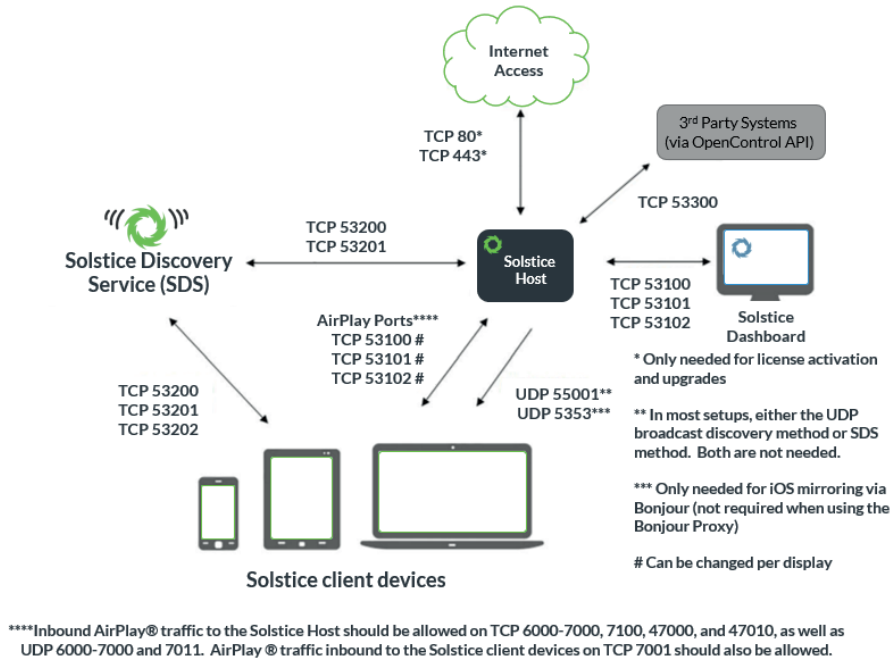 Internet
Access
TCP 80*
TCP 443*
3rd Party Systems
(via OpenControl API)
TCP 53300
TCP 53200
TCP 53201
Solstice Discovery
Service (SDS)
Solstice
Host
TCP 53100
TCP 53101
TCP 53102
Solstice
Dashboard
AirPlay Ports****
TCP 53100 #
TCP 53101 #
TCP 53102 #
TCP 53200
TCP 53201
TCP 53202
UDP 55001**
UDP 5353***
* Only needed for license activation
and upgrades
** In most setups, either the UDP
broadcast discovery method or SDS
method. Both are not needed.
*** Only needed for iOS mirroring via
Bonjour (not required when using the
Bonjour Proxy)
# Can be changed per display
Solstice client devices
****Inbound AirPlay® traffic to the Solstice Host should be allowed on TCP 6000-7000, 7100, 47000, and 47010, as well as
UDP 6000-7000 and 7011. AirPlay ® traffic inbound to the Solstice client devices on TCP 7001 should also be allowed.